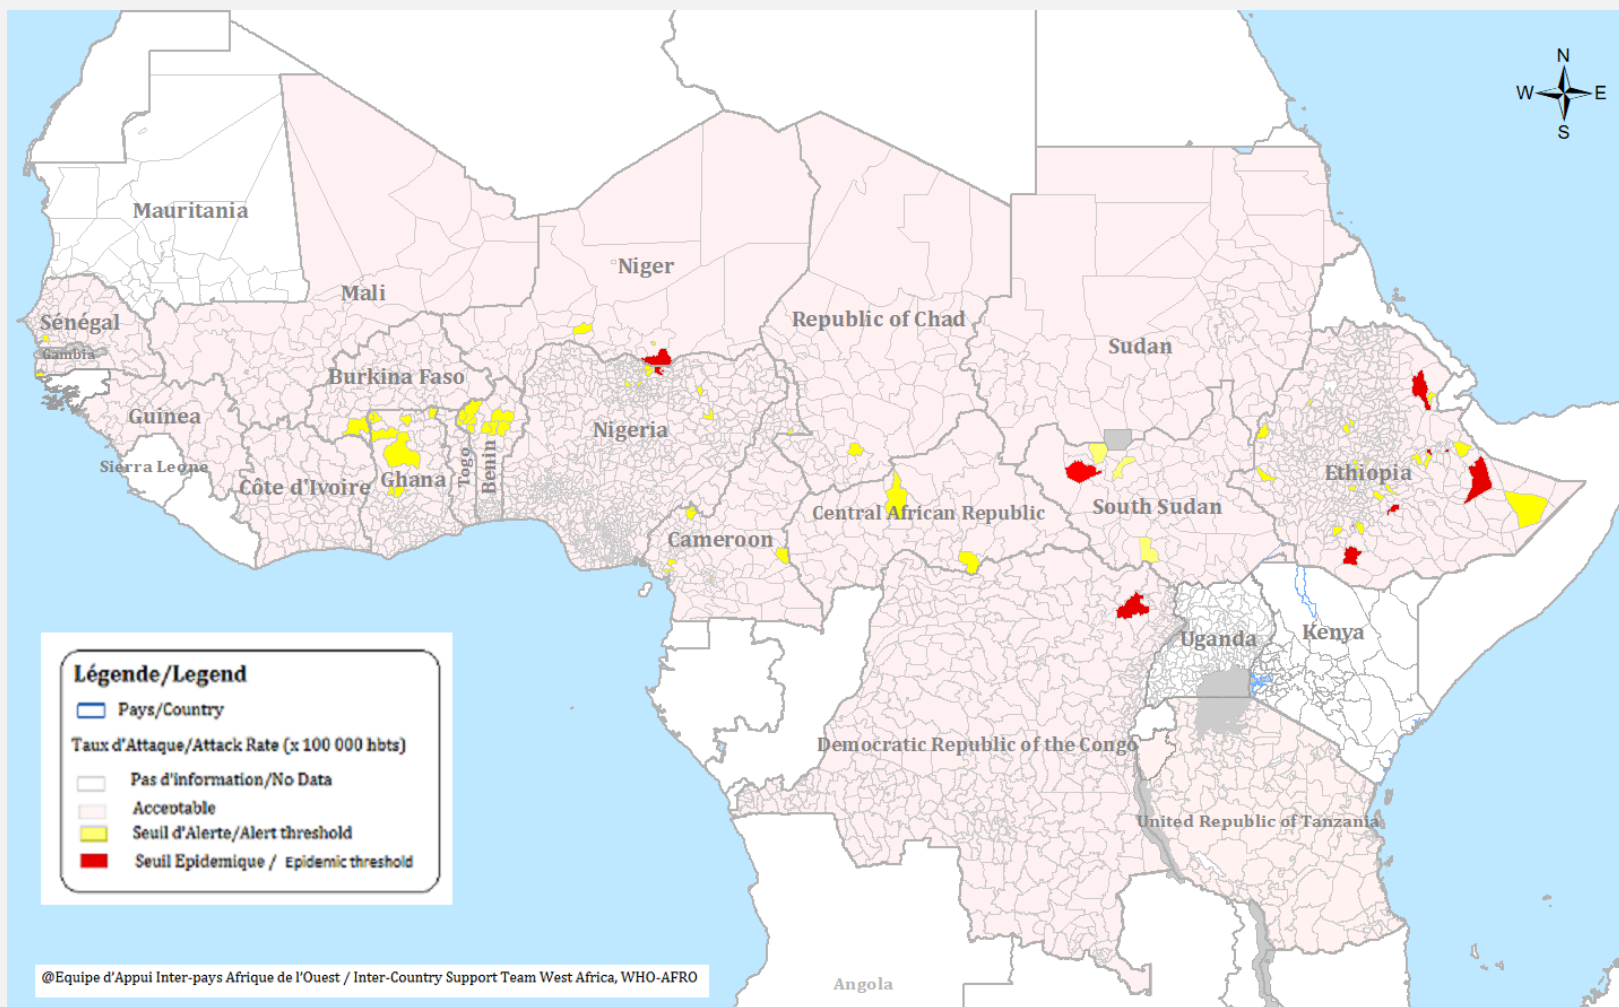 N
W E
S
Mauritania
Niger
Mali
Sénégal
Republic of Chad
Gambia
Sudan
Burkina Faso
Guinea
Nigeria
Sierra Leone
Togo
Benin
Ghana
Côte d'Ivoire
Ethiopia
South Sudan
Central African Republic
Cameroon
Uganda
Kenya
Democratic Republic of the Congo
United Republic of Tanzania
Angola
Légende/Legend
Pays/Country
Taux d'Attaque/Attack Rate (x 100 000 hbts)
Pas d'information/No Data
Acceptable
Seuil d'Alerte/Alert threshold
Seuil Epidemique / Epidemic threshold
@Equipe d'Appui Inter-pays Afrique de l'Ouest / Inter-Country Support Team West Africa, WHO-AFRO